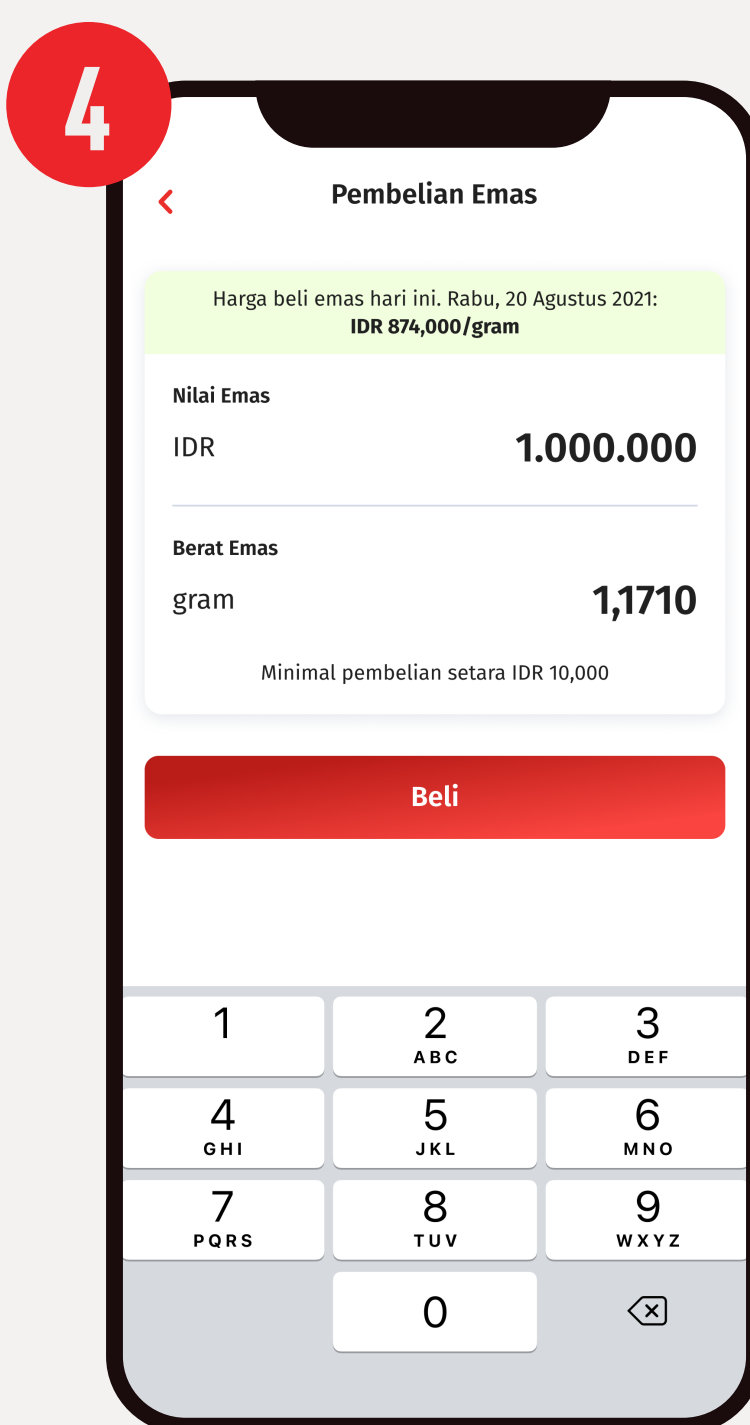 4
Pembelian Emas
Harga beli emas hari ini. Rabu, 20 Agustus 2021:
IDR 874,000/gram
Nilai Emas
IDR 1.000.000
Berat Emas
gram 1,1710
Minimal pembelian setara IDR 10,000
Beli
1 2 3
ABC DEF
4 5 6
GHI JKL MNO
7 8 9
PQRS TUV WXYZ
0